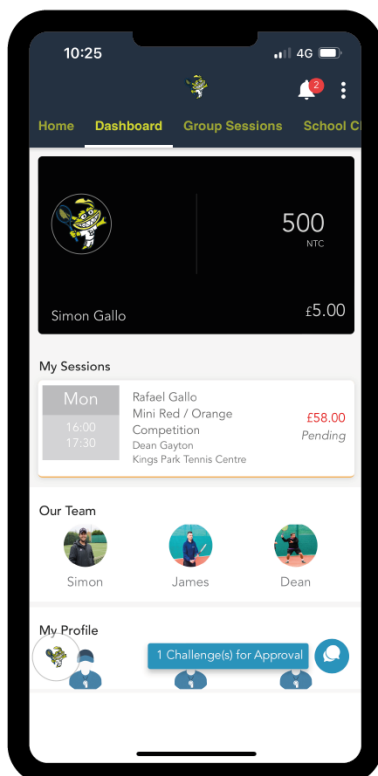 10:25
4G
2
Home Dashboard Group Sessions School Cl
500
NTC
Simon Gallo
£5.00
My Sessions
Mon
16:00
17:30
Rafael Gallo
Mini Red / Orange
Competition
Dean Gayton
Kings Park Tennis Centre
£58.00
Pending
Our Team
Simon James Dean
My Profile
1 Challenge(s) for Approval